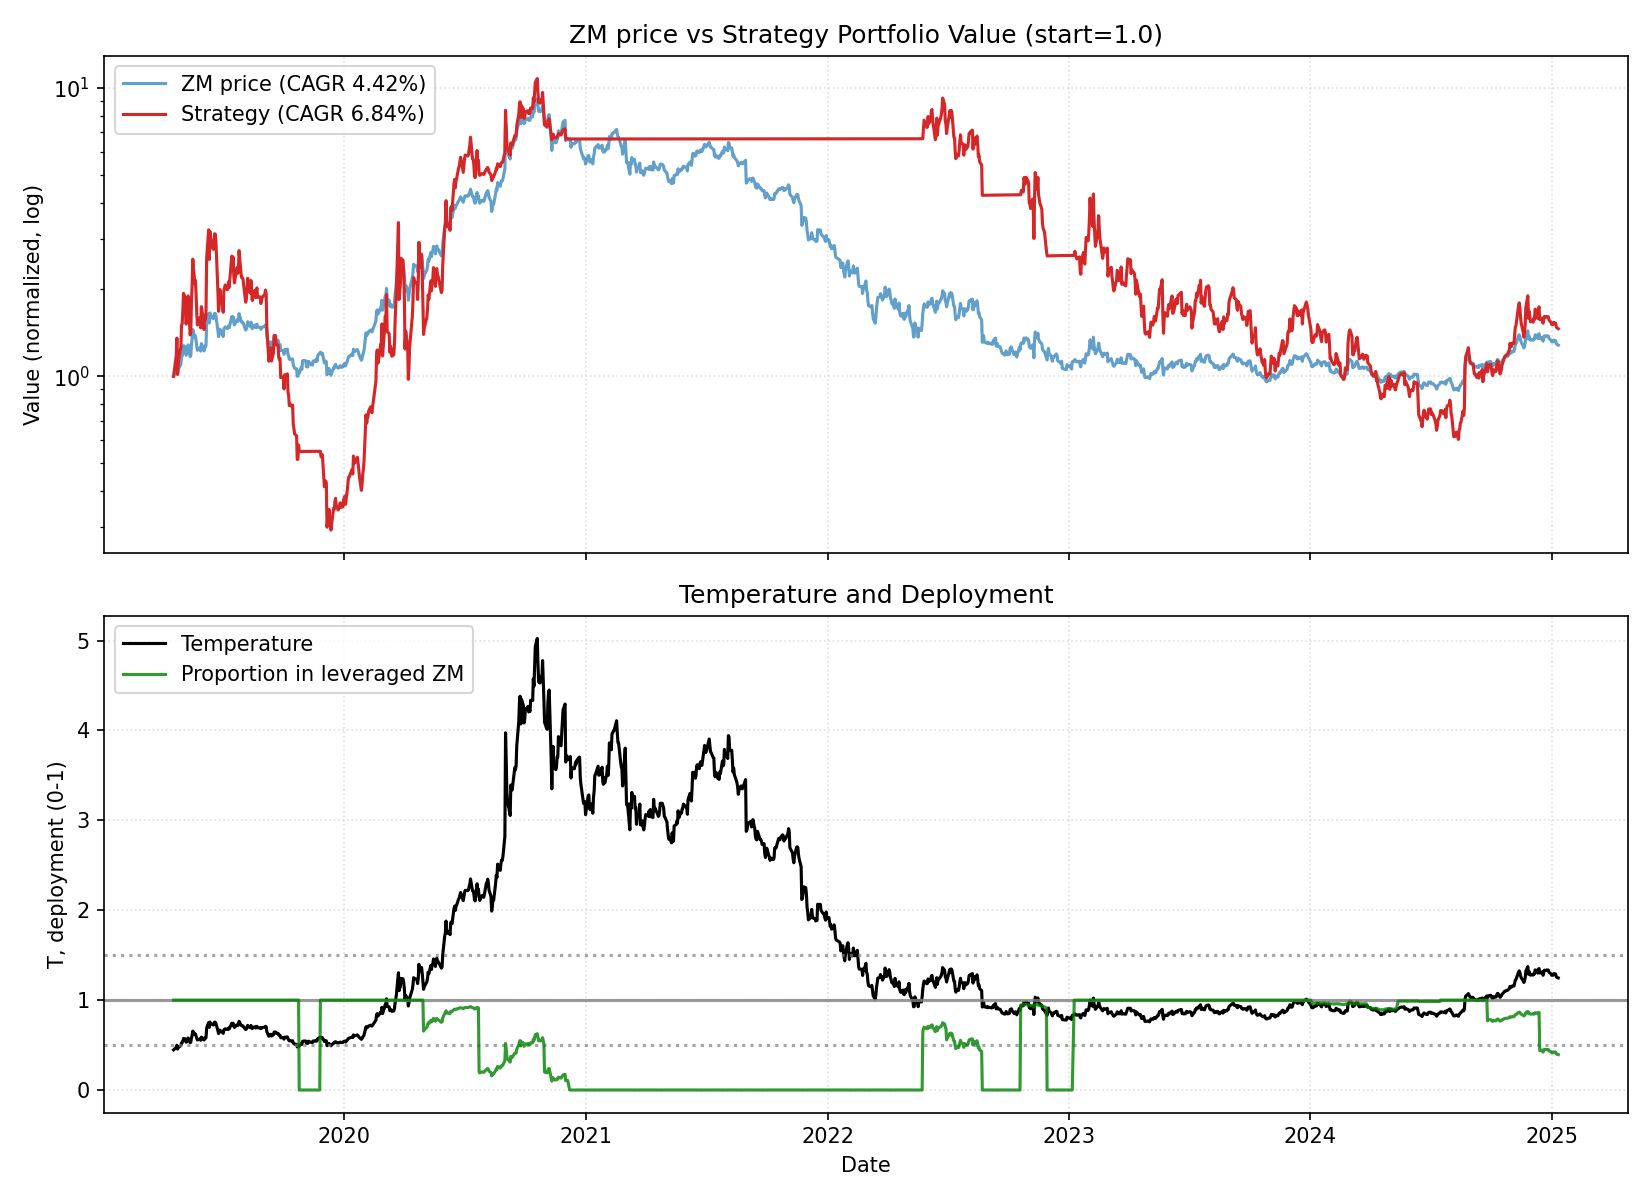 ZM price vs Strategy Portfolio Value (start=1.0)
Value (normalized, log)
10¹
10⁰
ZM price (CAGR 4.42%)
Strategy (CAGR 6.84%)
Temperature and Deployment
T, deployment (0-1)
5
4
3
2
1
0
Temperature
Proportion in leveraged ZM
2020 2021 2022 2023 2024 2025
Date